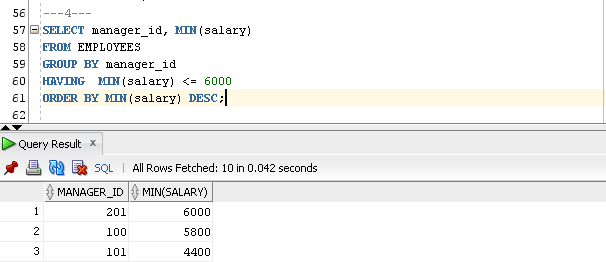 56 ---4---
57 SELECT manager_id, MIN(salary)
58 FROM EMPLOYEES
59 GROUP BY manager_id
60 HAVING  MIN(salary) <= 6000
61 ORDER BY MIN(salary) DESC;
62
Query Result x
SQL | All Rows Fetched: 10 in 0.042 seconds
MANAGER_ID MIN(SALARY)
1 201 6000
2 100 5800
3 101 4400